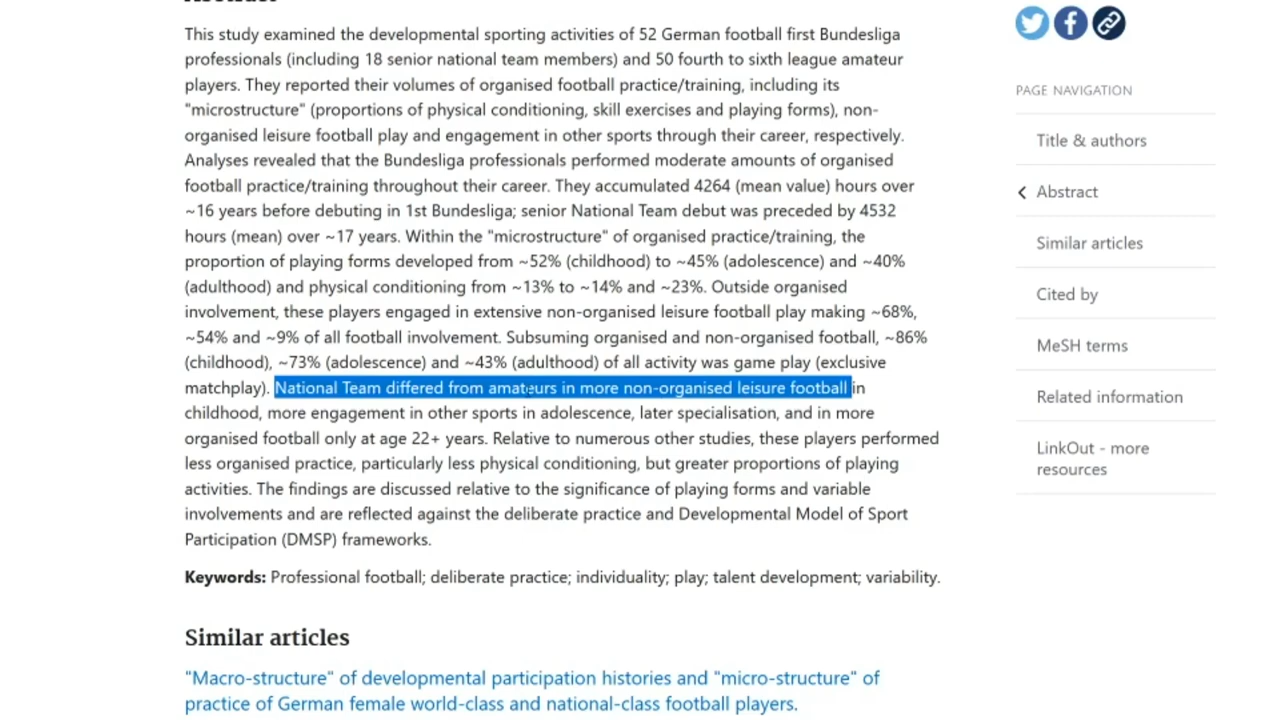 This study examined the developmental sporting activities of 52 German football first Bundesliga
professionals (including 18 senior national team members) and 50 fourth to sixth league amateur
players. They reported their volumes of organised football practice/training, including its
"microstructure" (proportions of physical conditioning, skill exercises and playing forms), non-
organised leisure football play and engagement in other sports through their career, respectively.
Analyses revealed that the Bundesliga professionals performed moderate amounts of organised
football practice/training throughout their career. They accumulated 4264 (mean value) hours over
~16 years before debuting in 1st Bundesliga; senior National Team debut was preceded by 4532
hours (mean) over ~17 years. Within the "microstructure" of organised practice/training, the
proportion of playing forms developed from ~52% (childhood) to ~45% (adolescence) and ~40%
(adulthood) and physical conditioning from ~13% to ~14% and ~23%. Outside organised
involvement, these players engaged in extensive non-organised leisure football play making ~68%,
~54% and ~9% of all football involvement. Subsuming organised and non-organised football, ~86%
(childhood), ~73% (adolescence) and ~43% (adulthood) of all activity was game play (exclusive
matchplay). National Team differed from amateurs in more non-organised leisure football in
childhood, more engagement in other sports in adolescence, later specialisation, and in more
organised football only at age 22+ years. Relative to numerous other studies, these players performed
less organised practice, particularly less physical conditioning, but greater proportions of playing
activities. The findings are discussed relative to the significance of playing forms and variable
involvements and are reflected against the deliberate practice and Developmental Model of Sport
Participation (DMSP) frameworks.
Keywords: Professional football; deliberate practice; individuality; play; talent development; variability.
Similar articles
"Macro-structure" of developmental participation histories and "micro-structure" of
practice of German female world-class and national-class football players.
PAGE NAVIGATION
Title & authors
Abstract
Similar articles
Cited by
MeSH terms
Related information
LinkOut - more
resources